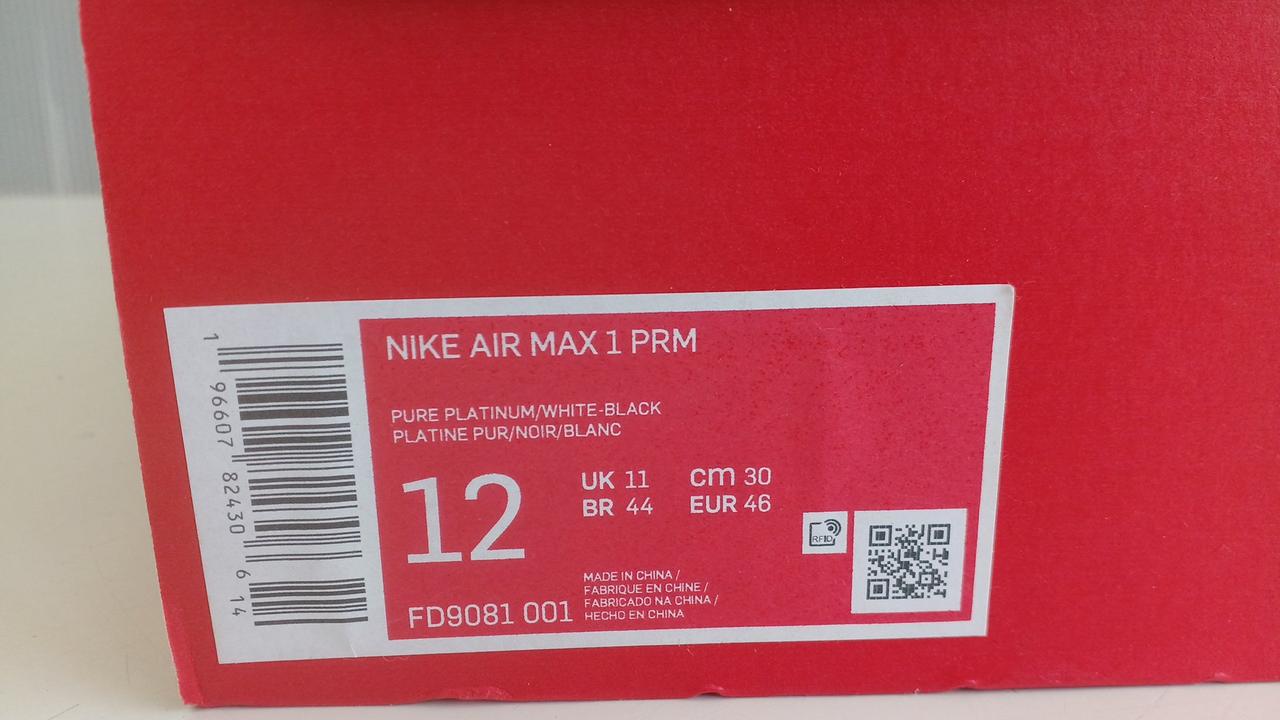 NIKE AIR MAX 1 PRM
PURE PLATINUM/WHITE-BLACK
PLATINE PUR/NOIR/BLANC
12
UK 11 cm 30
BR 44 EUR 46
RFID
MADE IN CHINA /
FABRIQUE EN CHINE /
FABRICADO NA CHINA /
HECHO EN CHINA
FD9081 001
1 96607 82430 6 14